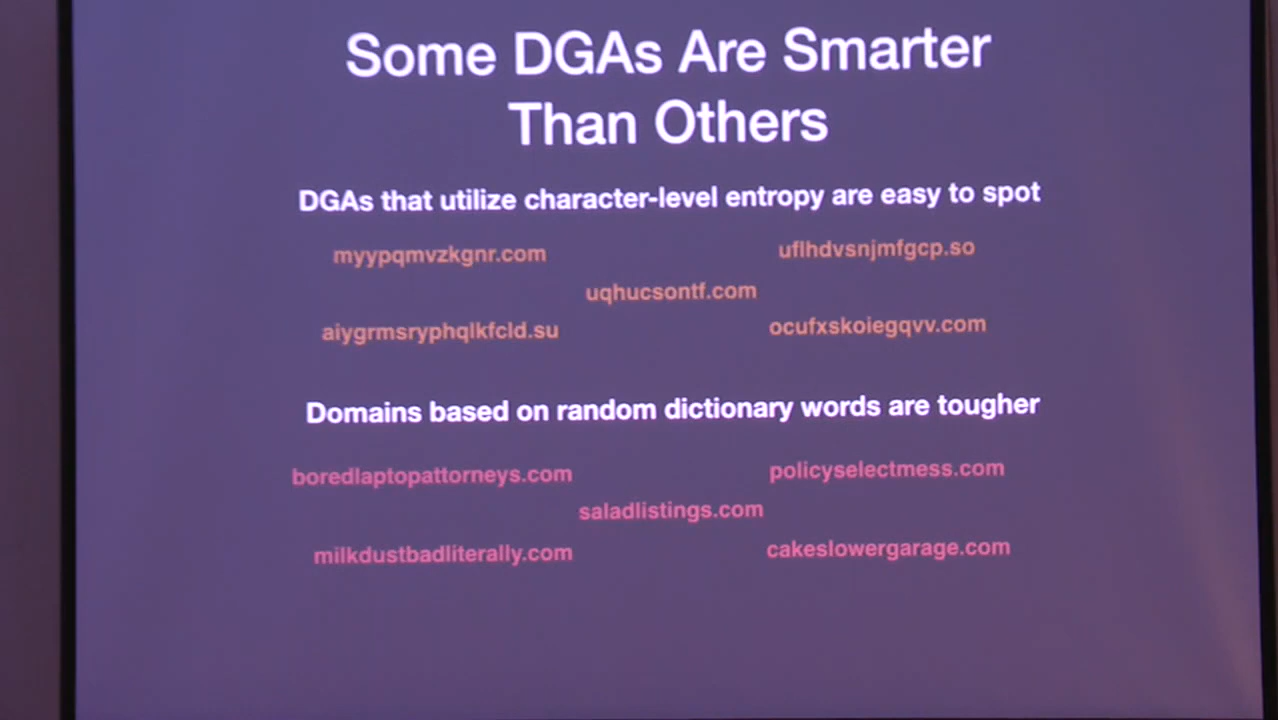 Some DGAs Are Smarter
Than Others
DGAs that utilize character-level entropy are easy to spot
myypqmvzkgnr.com
uflhdvsnjmfgcp.so
uqhucsontf.com
aiygrmsryphqlkfcld.su
ocufxskoiegqvv.com
Domains based on random dictionary words are tougher
boredlaptopattorneys.com
policyselectmess.com
saladlistings.com
milkdustbadliterally.com
cakeslowergarage.com